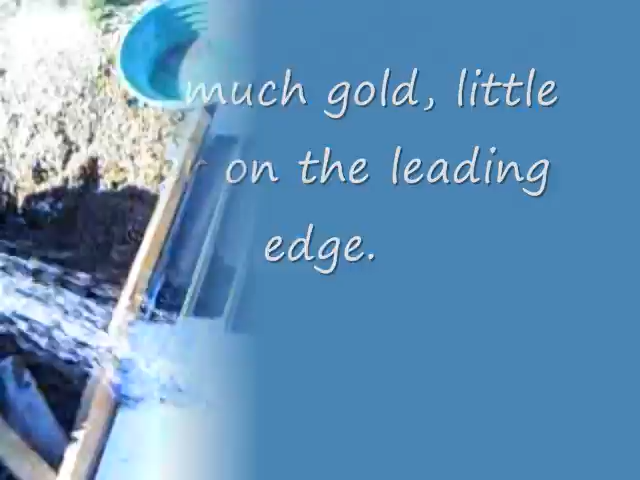 much gold, little
on the leading
edge.